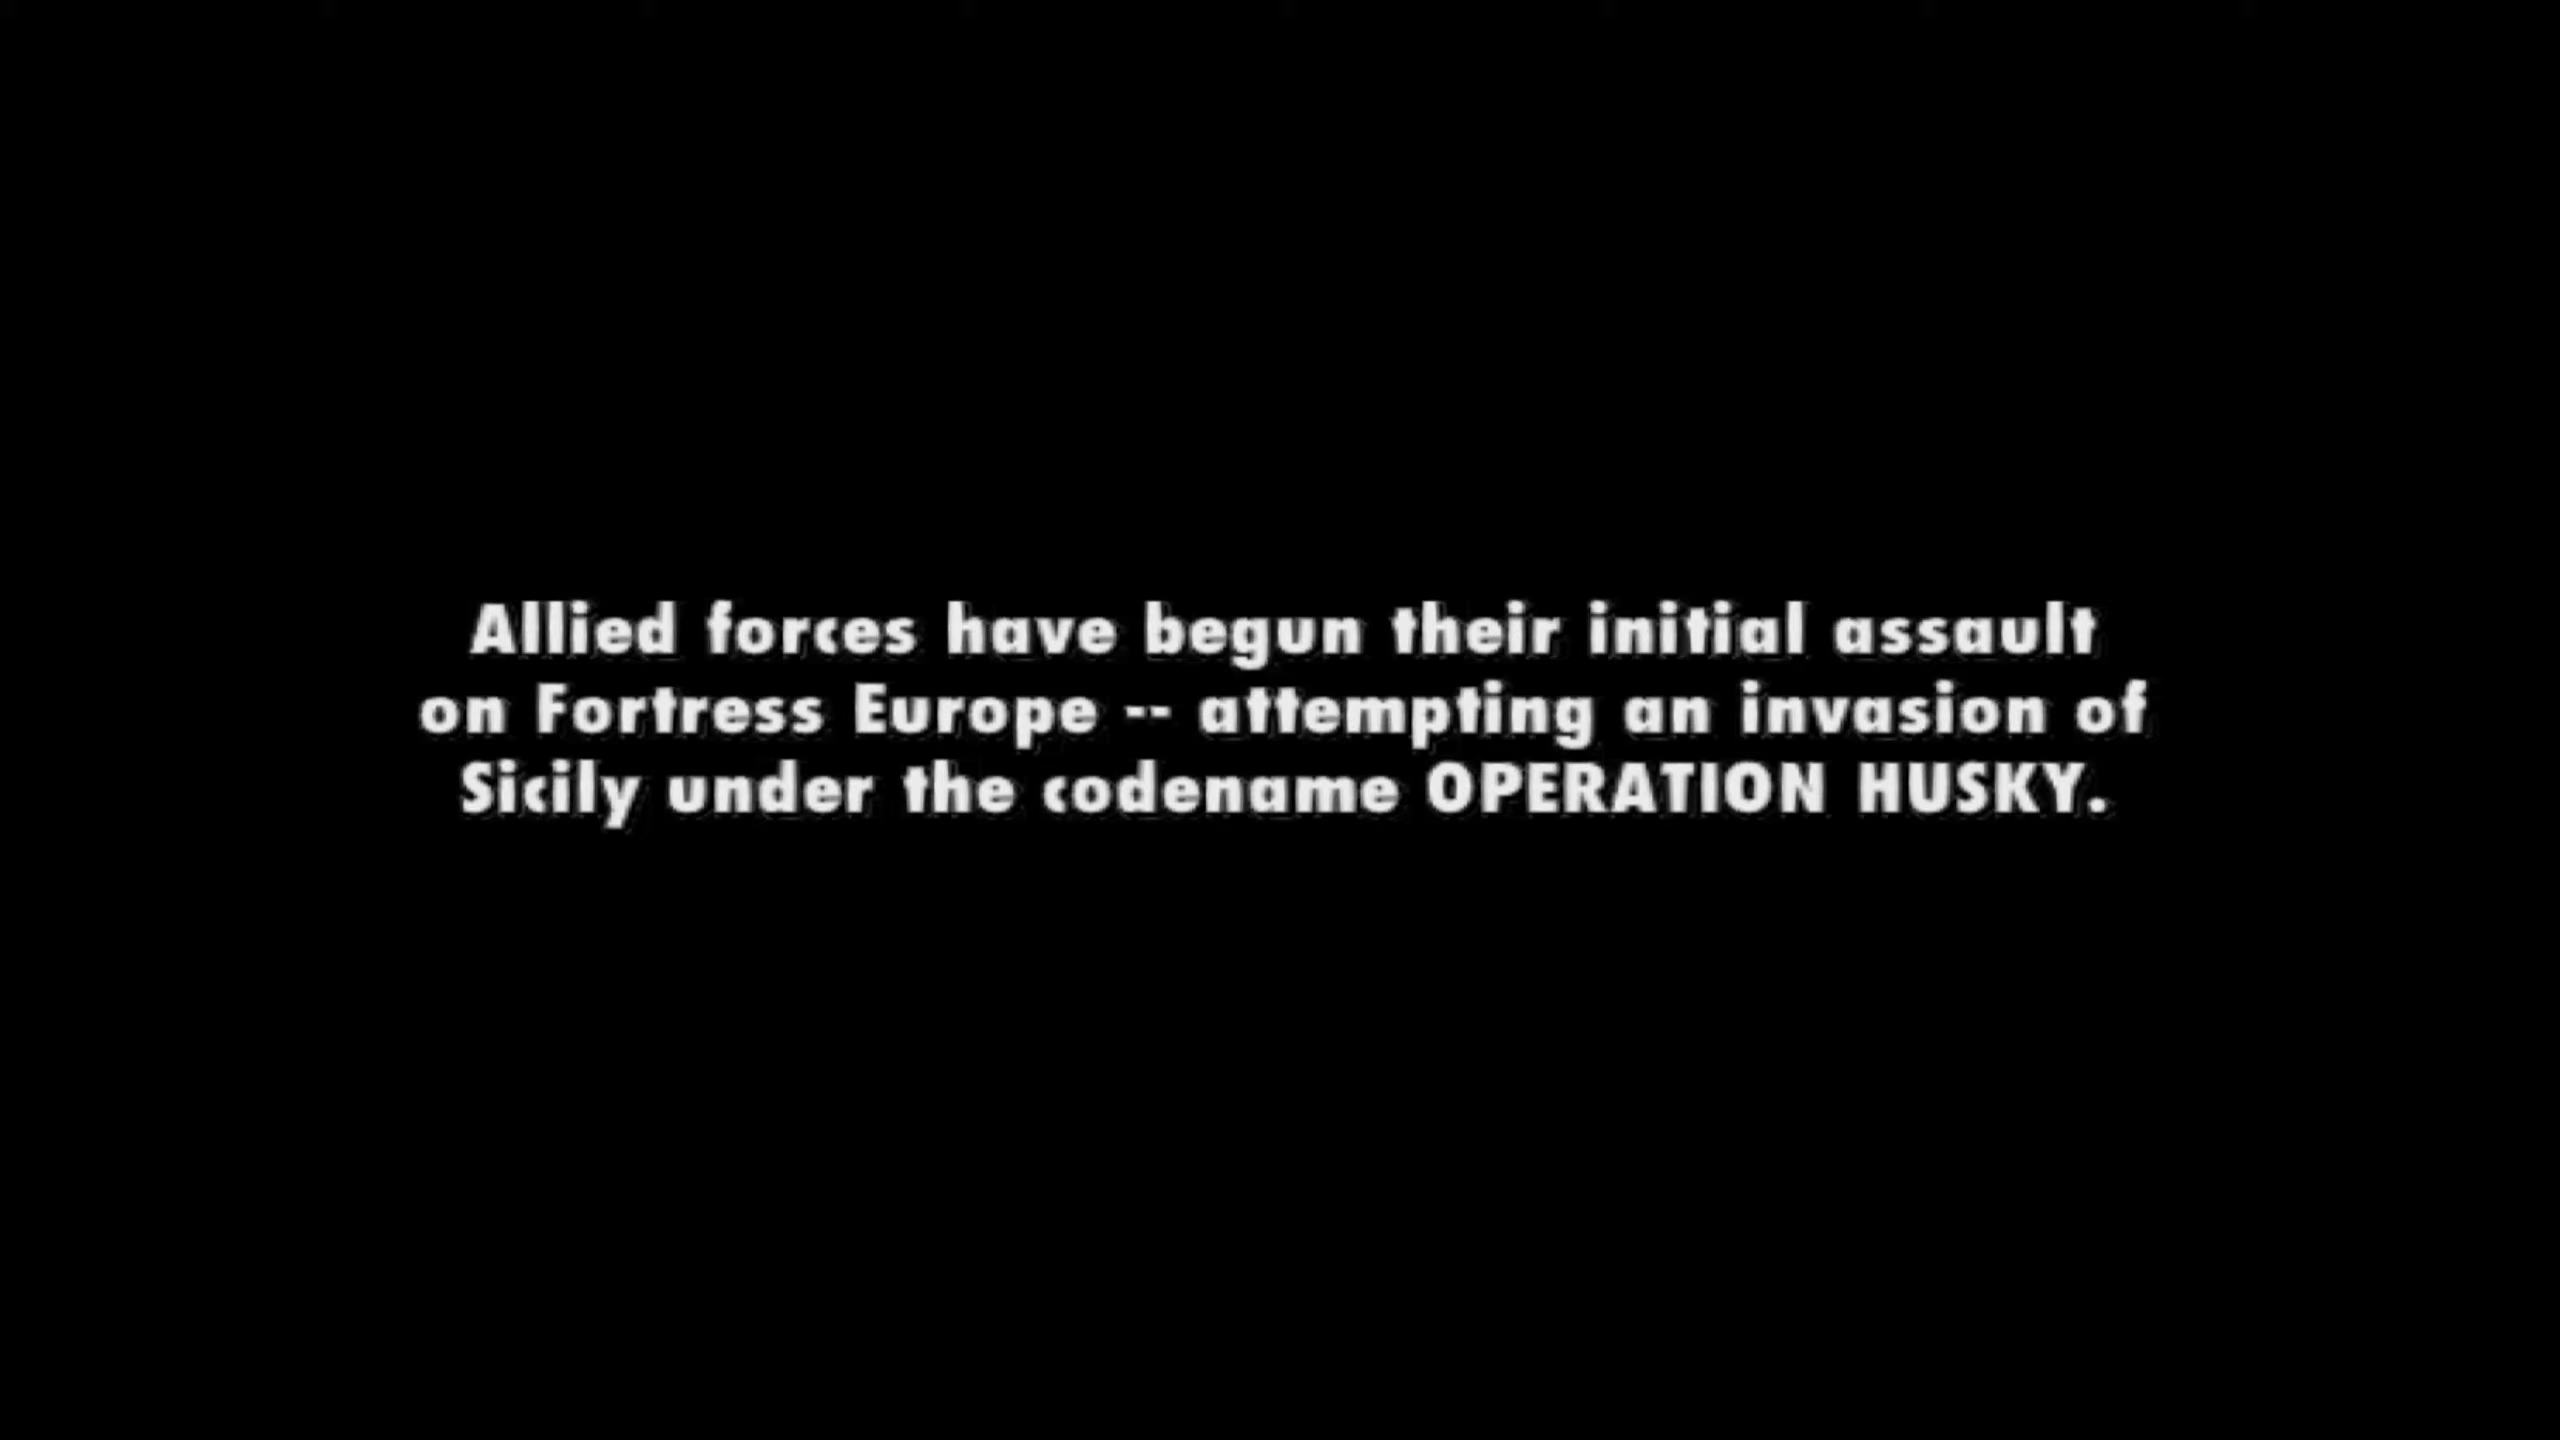 Allied forces have begun their initial assault
on Fortress Europe -- attempting an invasion of
Sicily under the codename OPERATION HUSKY.